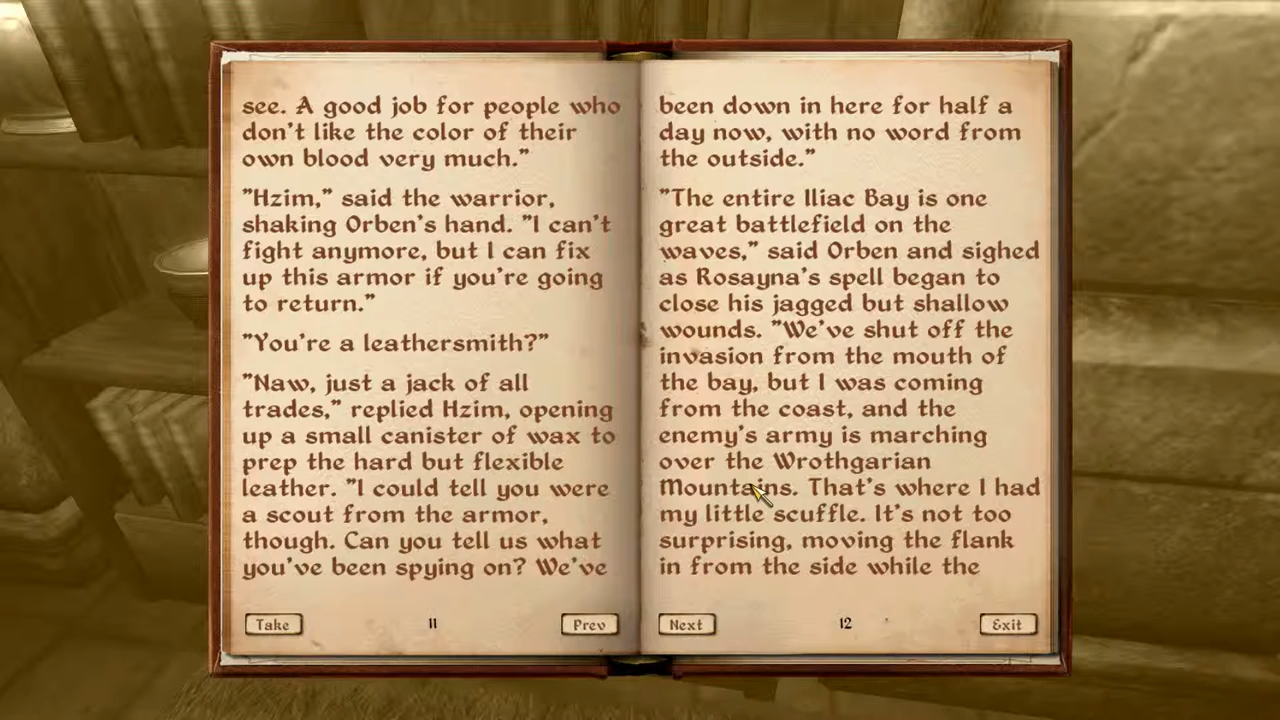 see. A good job for people who
don't like the color of their
own blood very much."
"Hzim," said the warrior,
shaking Orben's hand. "I can't
fight anymore, but I can fix
up this armor if you're going
to return."
"You're a leathersmith?"
"Naw, just a jack of all
trades," replied Hzim, opening
up a small canister of wax to
prep the hard but flexible
leather. "I could tell you were
a scout from the armor,
though. Can you tell us what
you've been spying on? We've
Take
11
Prev
been down in here for half a
day now, with no word from
the outside."
"The entire Iliac Bay is one
great battlefield on the
waves," said Orben and sighed
as Rosayna's spell began to
close his jagged but shallow
wounds. "We've shut off the
invasion from the mouth of
the bay, but I was coming
from the coast, and the
enemy's army is marching
over the Wrothgarian
Mountains. That's where I had
my little scuffle. It's not too
surprising, moving the flank
in from the side while the
Next
12
Exit